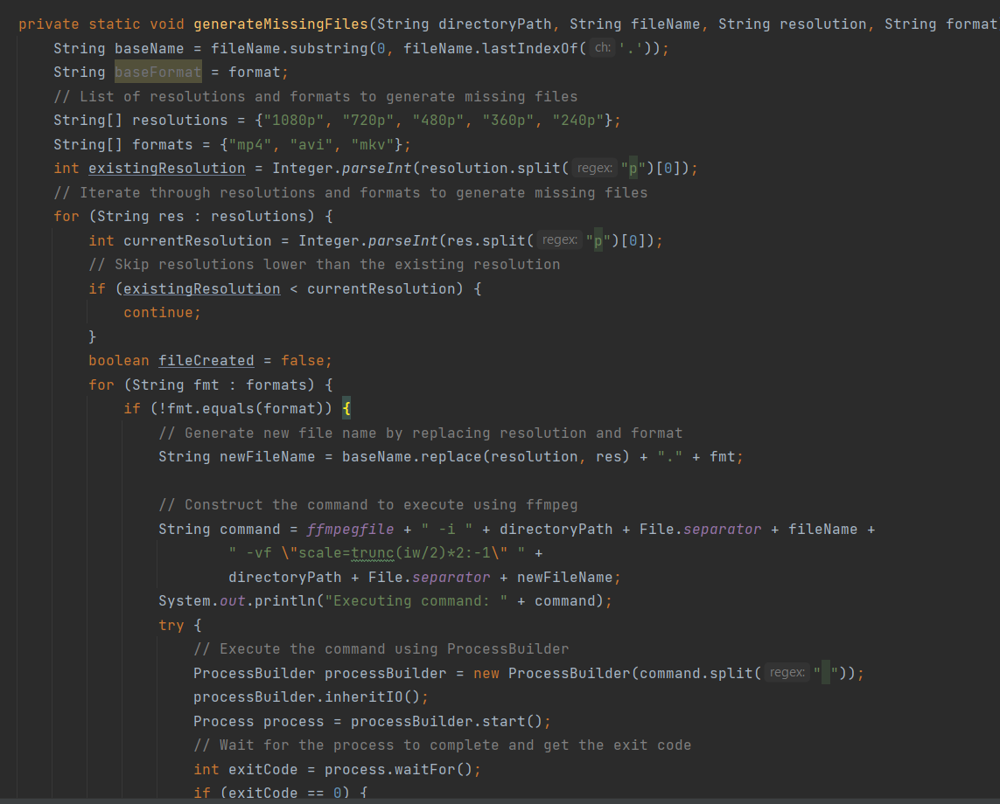 private static void generateMissingFiles(String directoryPath, String fileName, String resolution, String format
String baseName = fileName.substring(0, fileName.lastIndexOf( ch: '.'));
String baseFormat = format;
// List of resolutions and formats to generate missing files
String[] resolutions = {"1080p", "720p", "480p", "360p", "240p"};
String[] formats = {"mp4", "avi", "mkv"};
int existingResolution = Integer.parseInt(resolution.split( regex: "p")[0]);
// Iterate through resolutions and formats to generate missing files
for (String res : resolutions) {
int currentResolution = Integer.parseInt(res.split( regex: "p")[0]);
// Skip resolutions lower than the existing resolution
if (existingResolution < currentResolution) {
continue;
}
boolean fileCreated = false;
for (String fmt : formats) {
if (!fmt.equals(format)) {
// Generate new file name by replacing resolution and format
String newFileName = baseName.replace(resolution, res) + "." + fmt;
// Construct the command to execute using ffmpeg
String command = ffmpegfile + " -i " + directoryPath + File.separator + fileName +
" -vf \"scale=trunc(iw/2)*2:-1\" " +
directoryPath + File.separator + newFileName;
System.out.println("Executing command: " + command);
try {
// Execute the command using ProcessBuilder
ProcessBuilder processBuilder = new ProcessBuilder(command.split( regex: " "));
processBuilder.inheritIO();
Process process = processBuilder.start();
// Wait for the process to complete and get the exit code
int exitCode = process.waitFor();
if (exitCode == 0) {